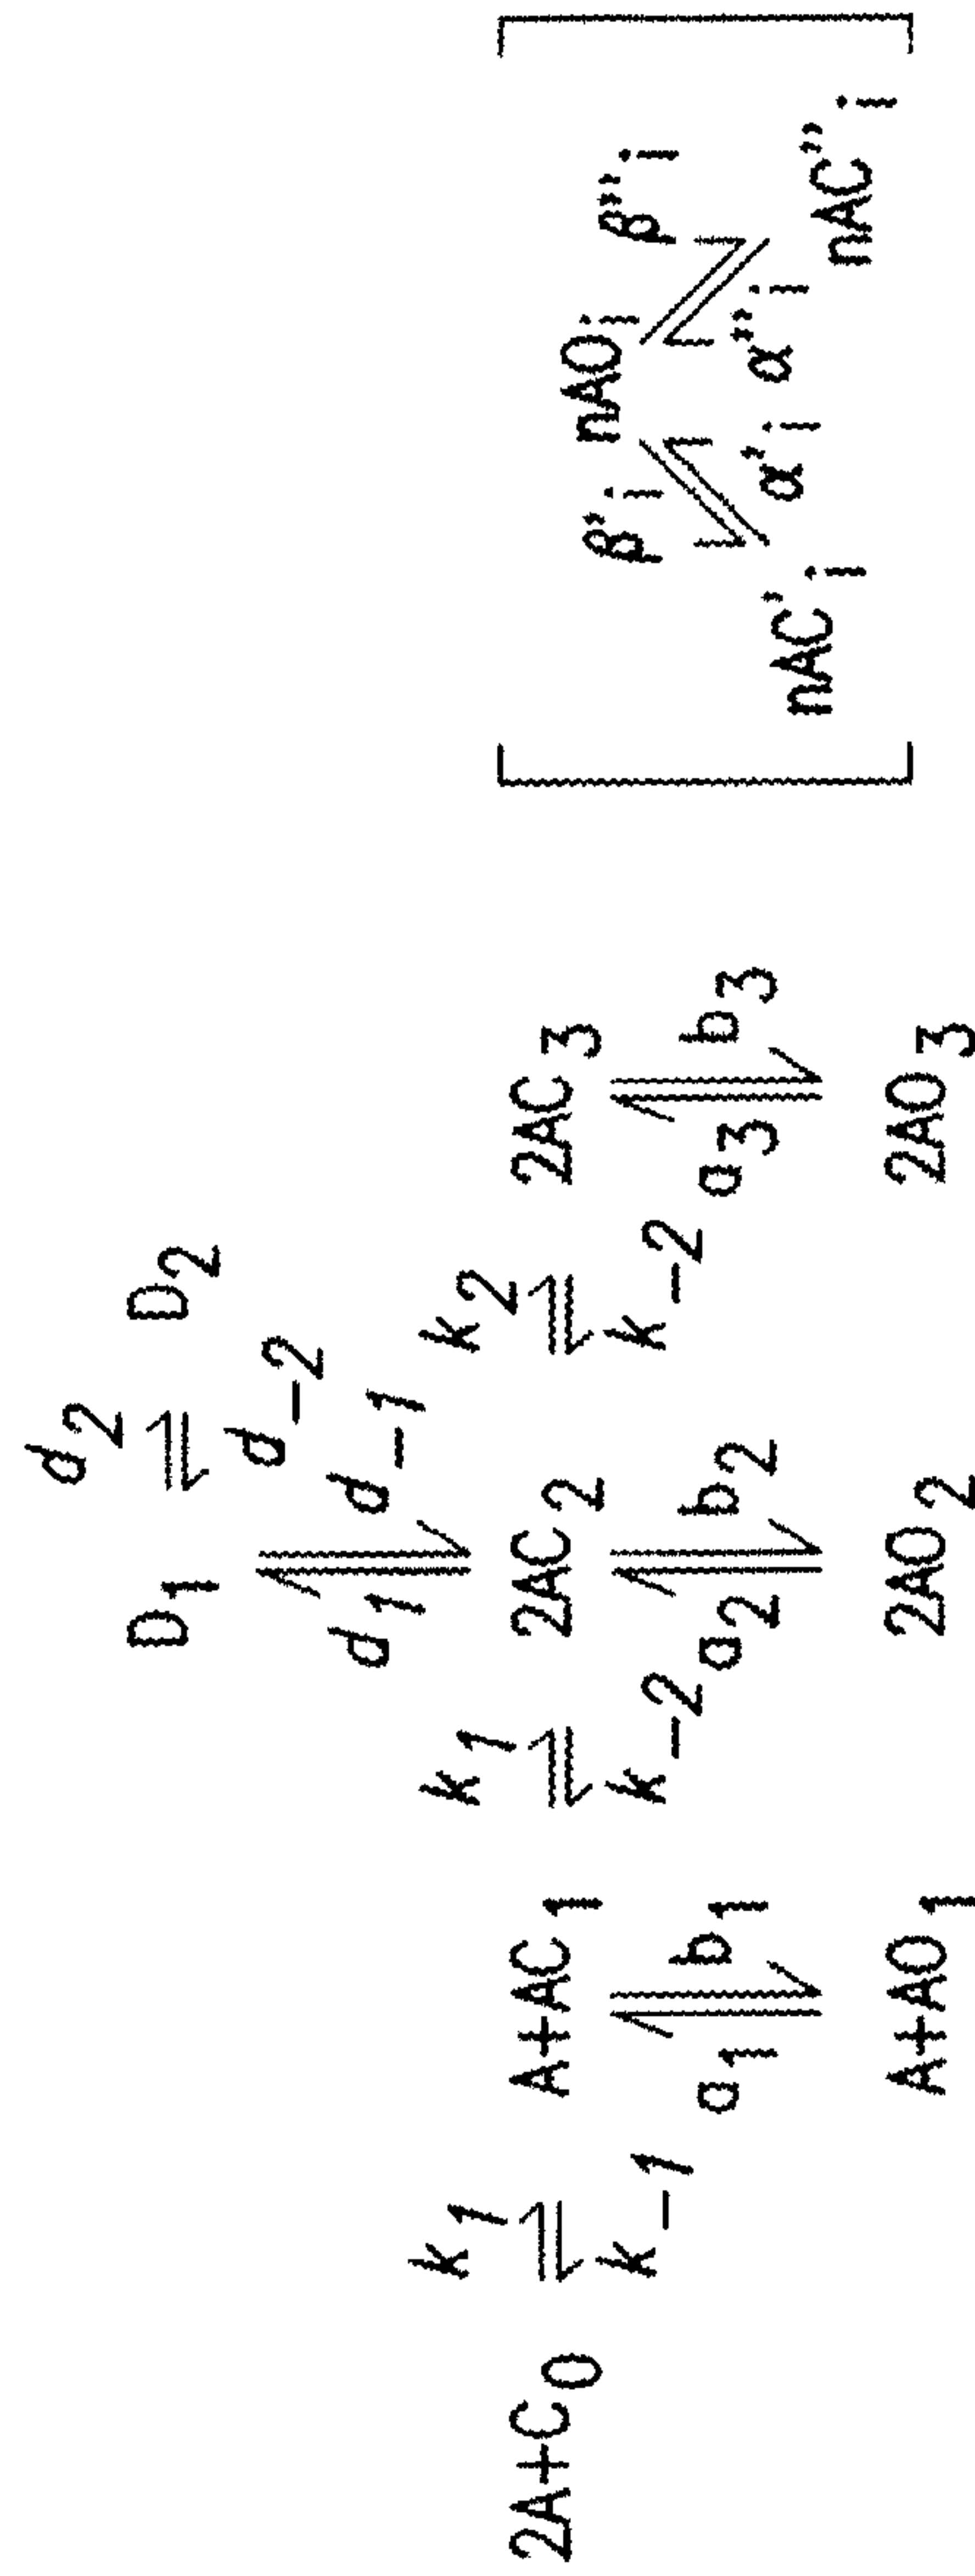 d₂
D₁ ⇌ D₂
d₋₂
d₁ d₋₁
k₁ k₁ k₂
2A+C₀ ⇌ A+AC₁ ⇌ 2AC₂ ⇌ 2AC₃
k₋₁ k₋₂ k₋₂
a₁ b₁ a₂ b₂ a₃ b₃
A+AO₁ 2AO₂ 2AO₃
nAOᵢ
β'ᵢ β''ᵢ
α'ᵢ α''ᵢ
nAC'ᵢ nAC''ᵢ